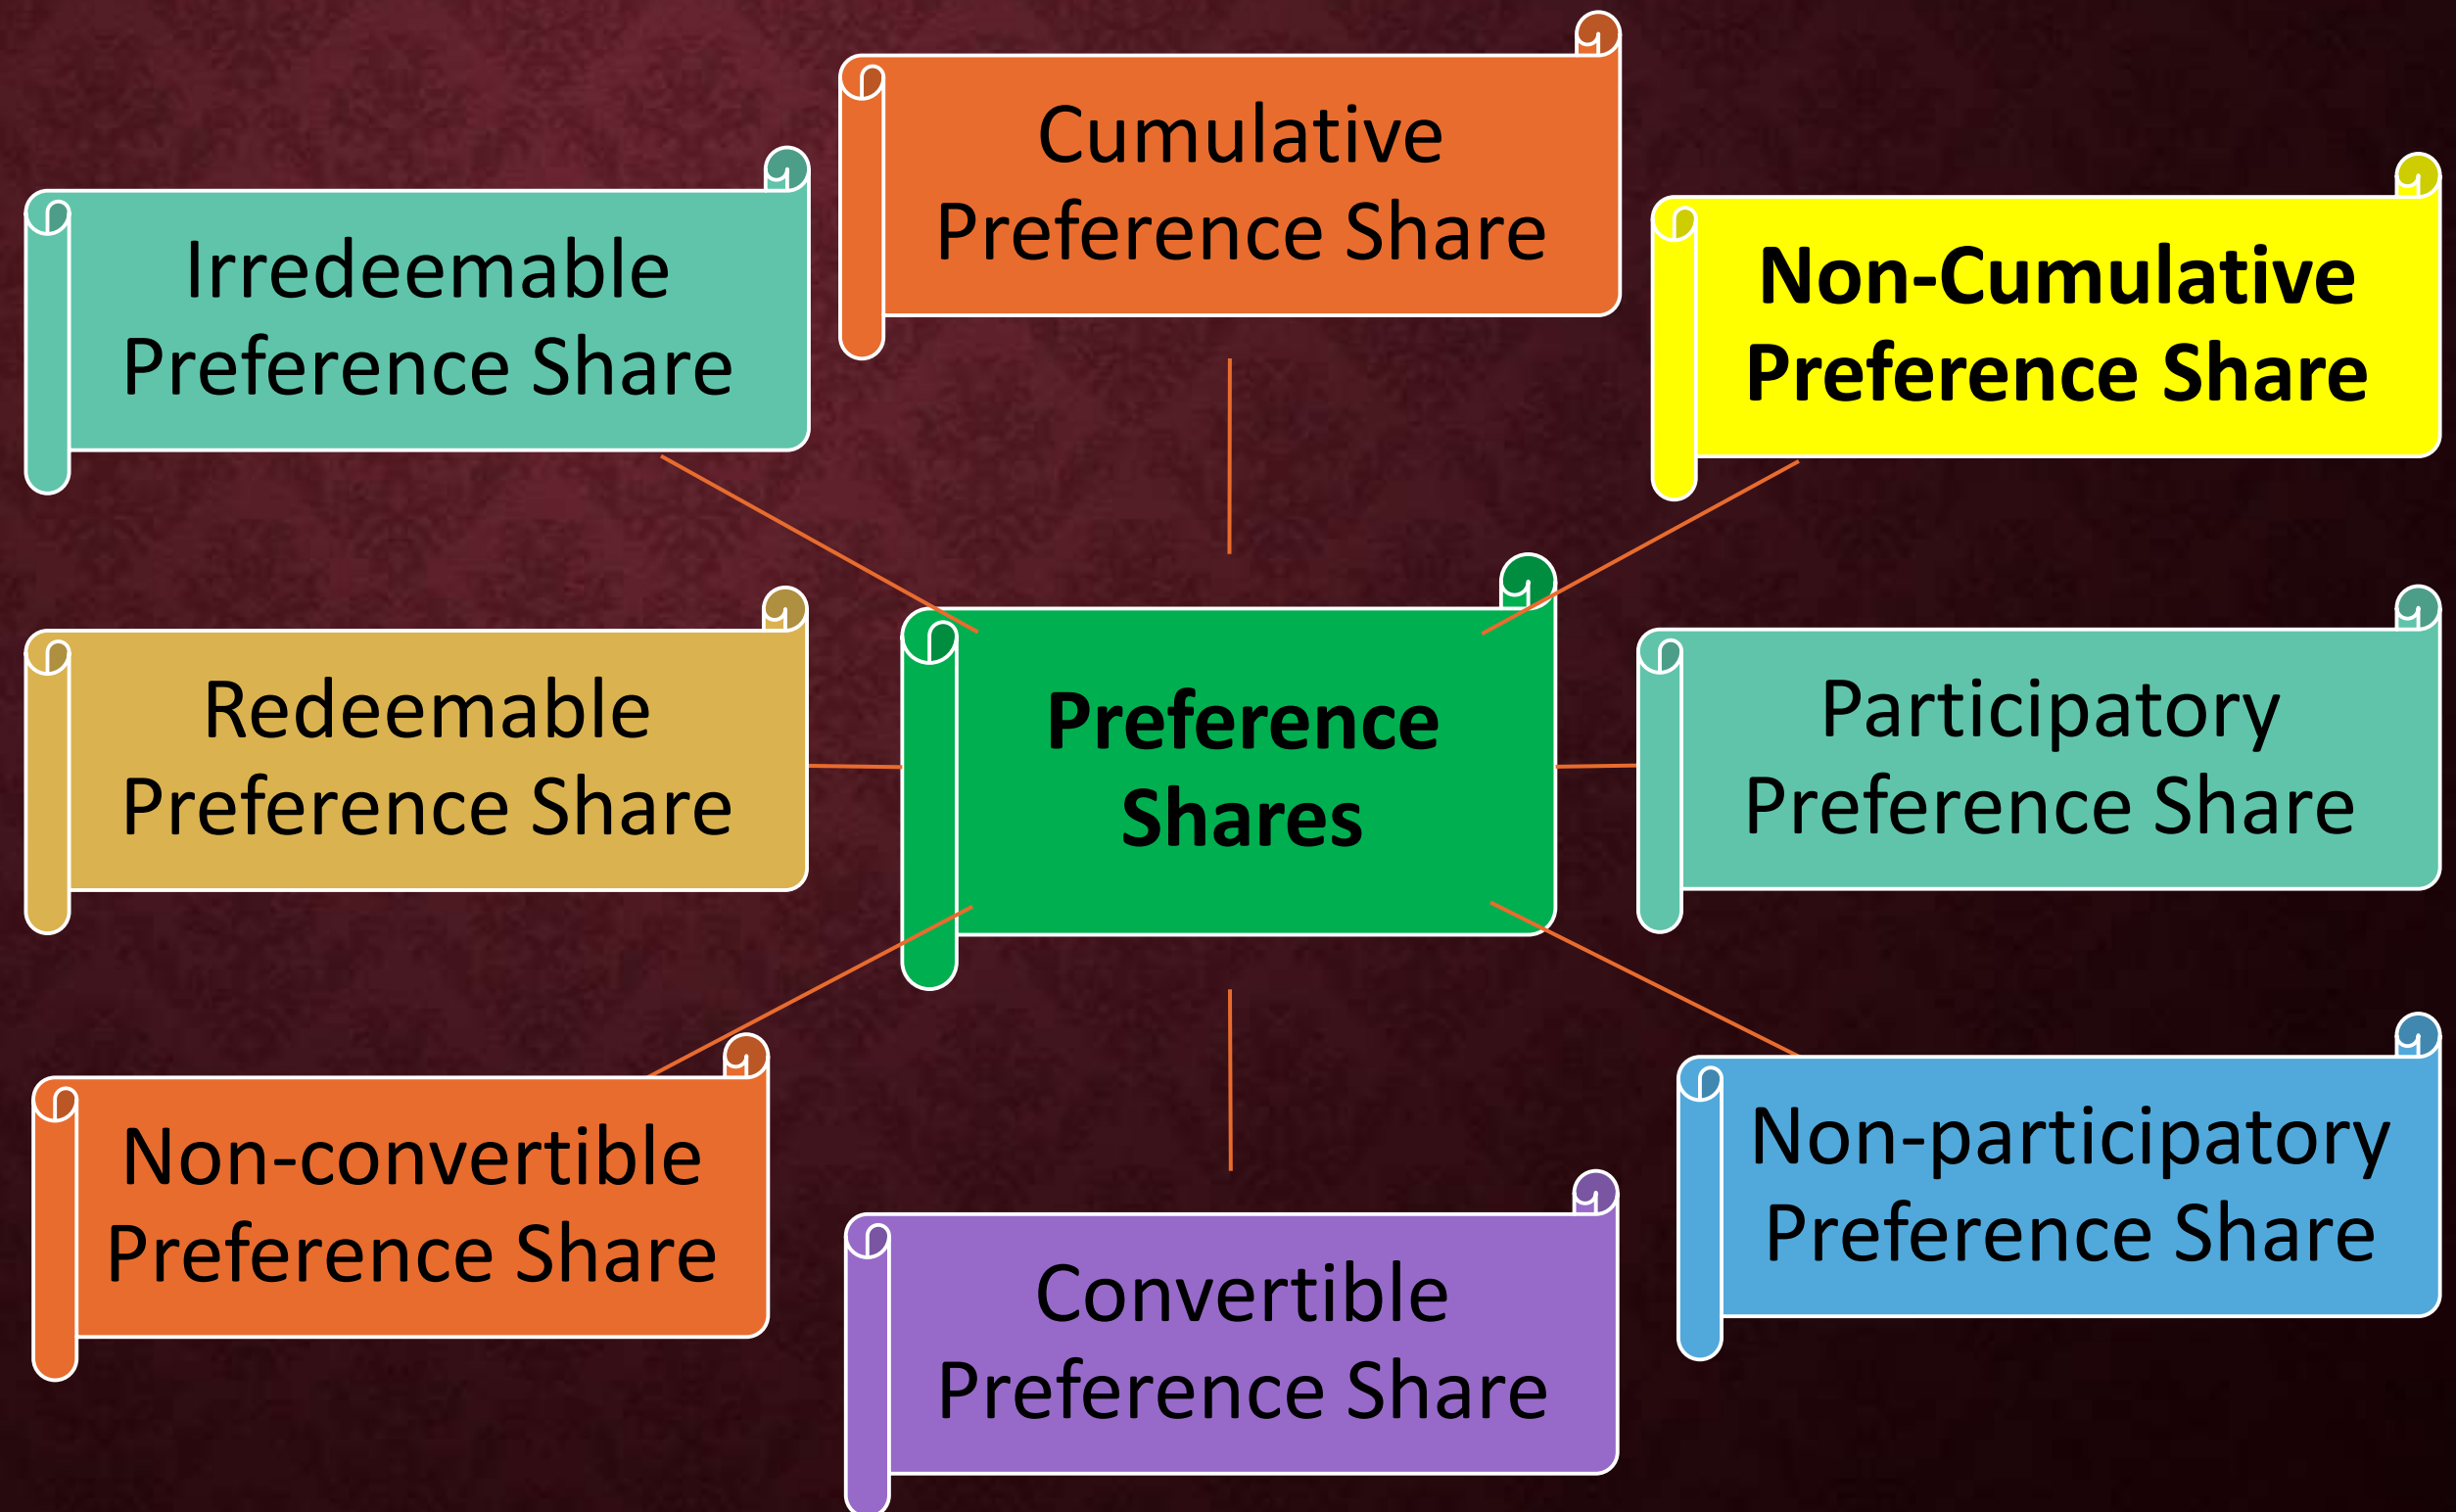 Cumulative
Preference Share
Irredeemable
Preference Share
Non-Cumulative
Preference Share
Redeemable
Preference Share
Preference
Shares
Participatory
Preference Share
Non-convertible
Preference Share
Non-participatory
Preference Share
Convertible
Preference Share